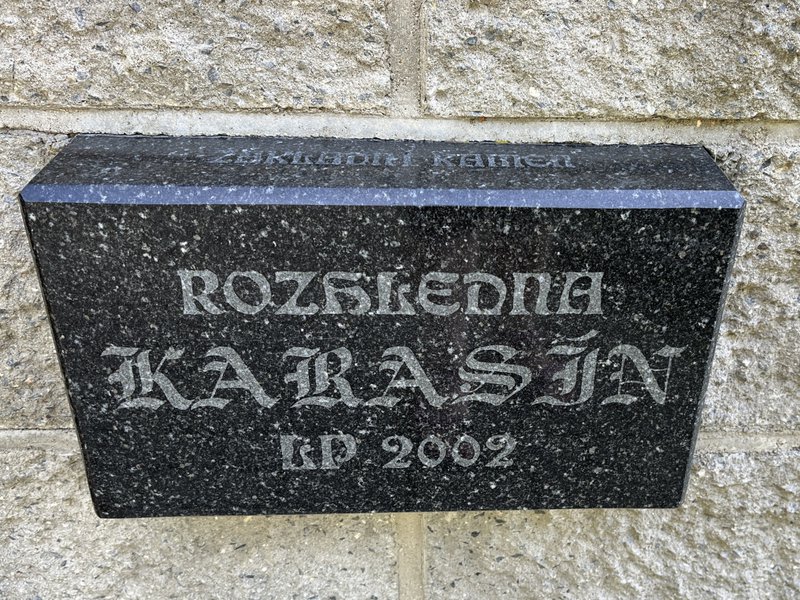 ZÁKLADNÍ KÁMEN
ROZHLEDNA
KARASÍN
LP 2002